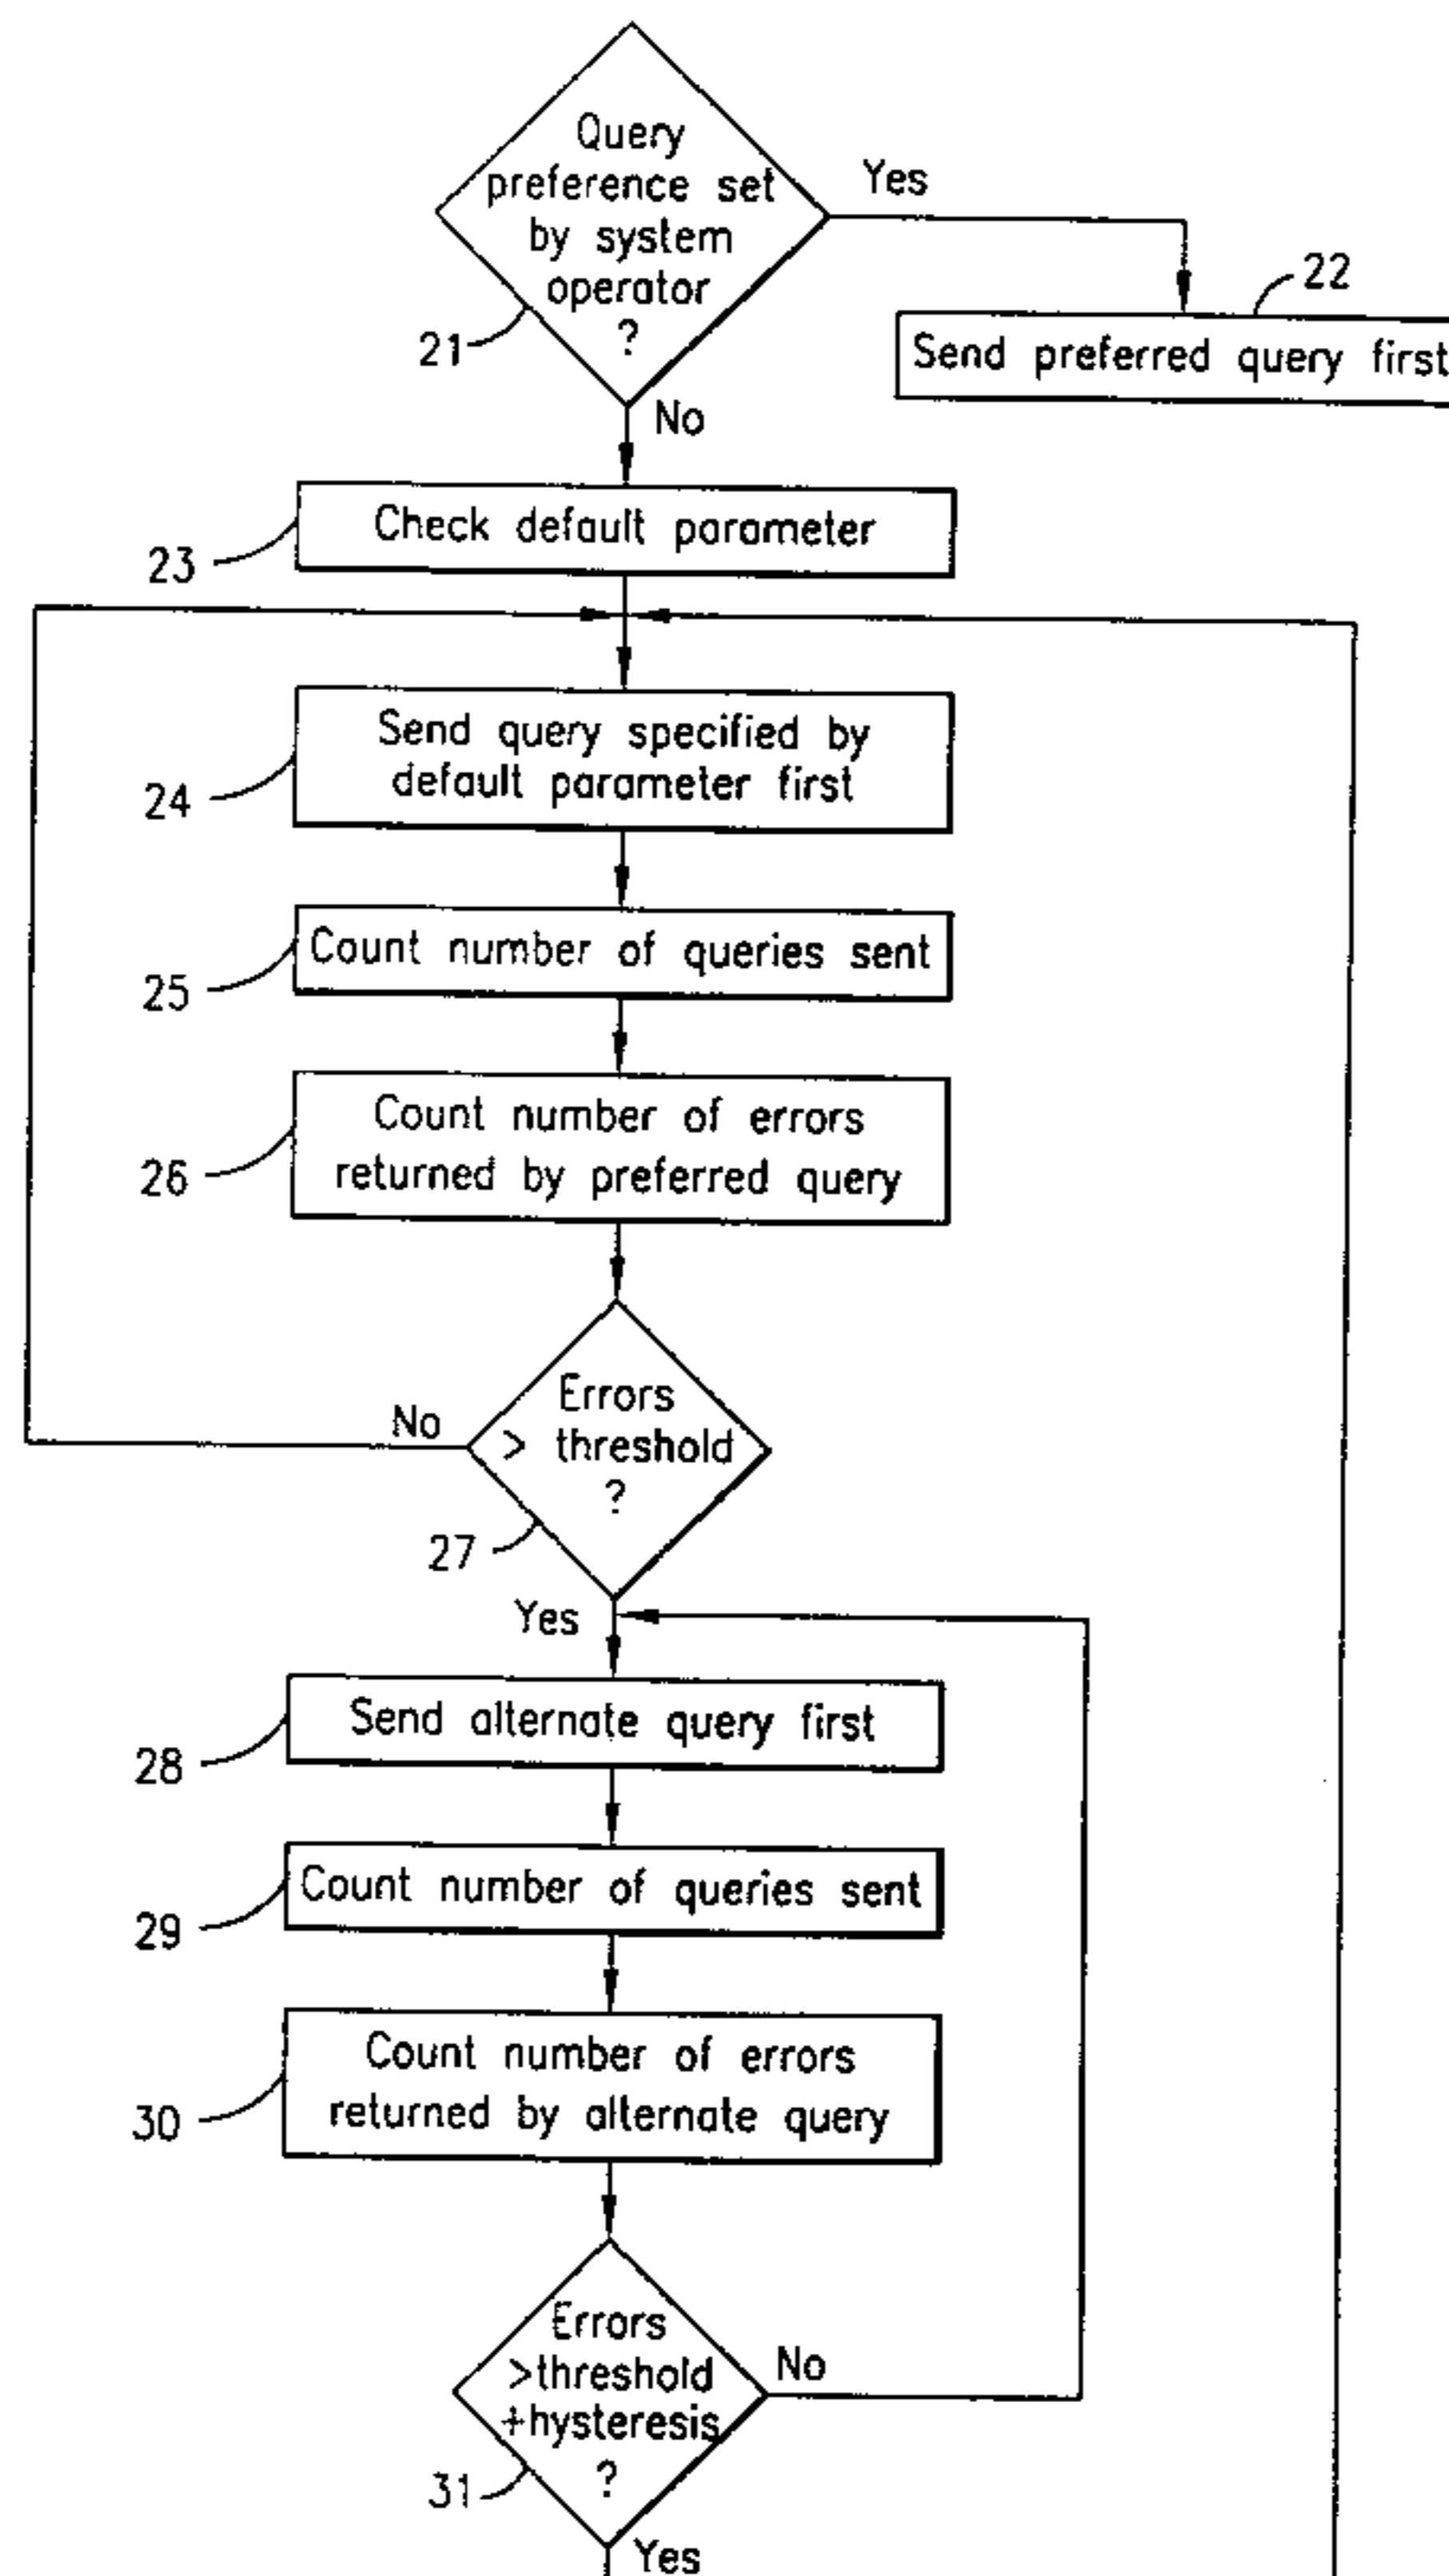 Query
preference set
by system
operator
?
Yes
21
22
Send preferred query first
No
Check default parameter
23
Send query specified by
default parameter first
24
Count number of queries sent
25
Count number of errors
returned by preferred query
26
Errors
> threshold
?
No
27
Yes
Send alternate query first
28
Count number of queries sent
29
Count number of errors
returned by alternate query
30
Errors
>threshold
+hysteresis
?
No
31
Yes